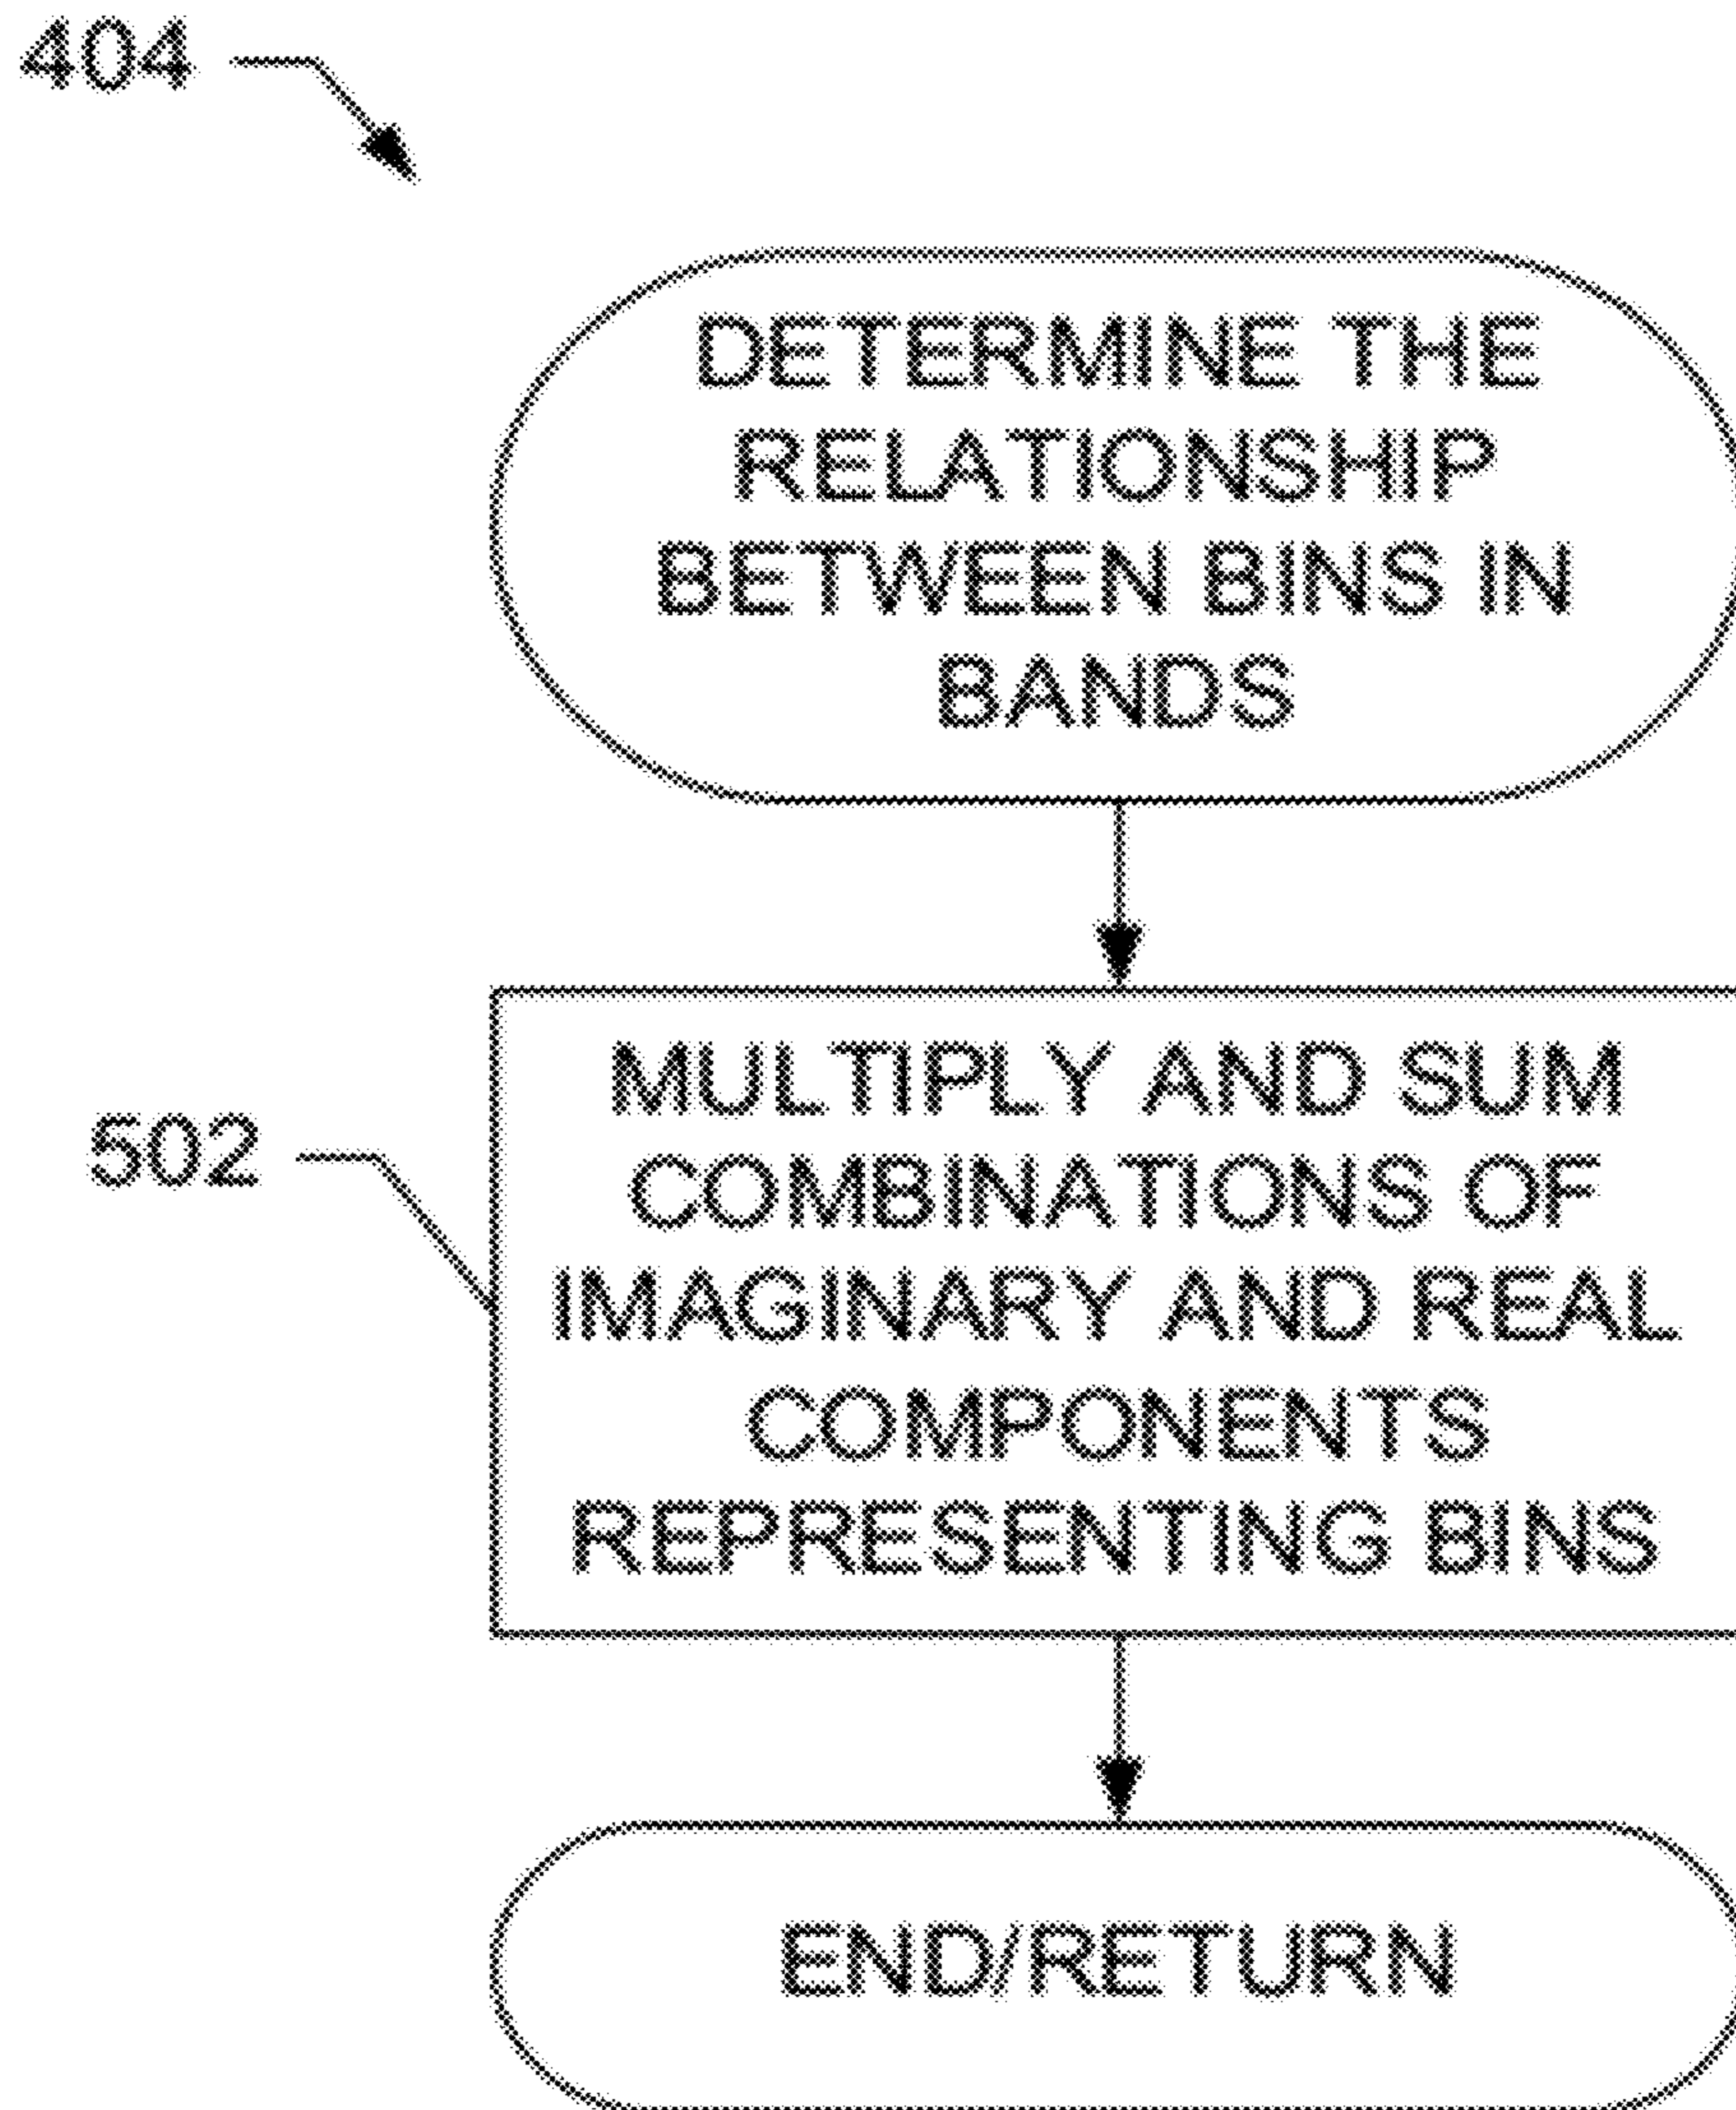 404
DETERMINE THE
RELATIONSHIP
BETWEEN BINS IN
BANDS
502
MULTIPLY AND SUM
COMBINATIONS OF
IMAGINARY AND REAL
COMPONENTS
REPRESENTING BINS
END/RETURN